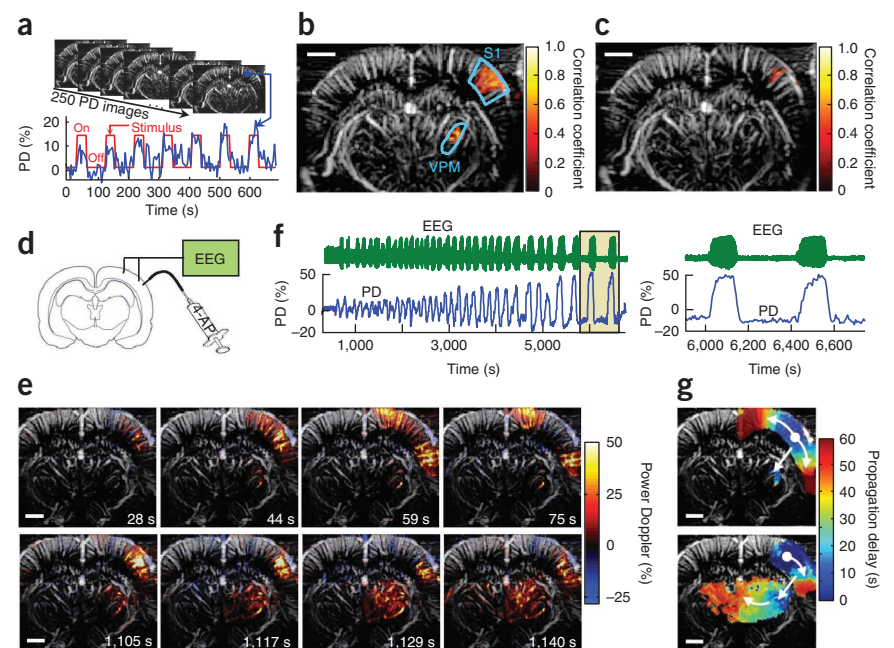 a
250 PD images
On
Stimulus
Off
PD (%)
20
10
0
0 100 200 300 400 500 600
Time (s)
b
S1
VPM
1.0
0.8
0.6
0.4
0.2
0
Correlation coefficient
c
1.0
0.8
0.6
0.4
0.2
0
Correlation coefficient
d
EEG
4-AP
f
EEG
PD
PD (%)
50
0
–20
1,000 3,000 5,000
Time (s)
EEG
PD
PD (%)
50
0
–20
6,000 6,200 6,400 6,600
Time (s)
e
28 s
44 s
59 s
75 s
1,105 s
1,117 s
1,129 s
1,140 s
50
25
0
–25
Power Doppler (%)
g
60
50
40
30
20
10
0
Propagation delay (s)